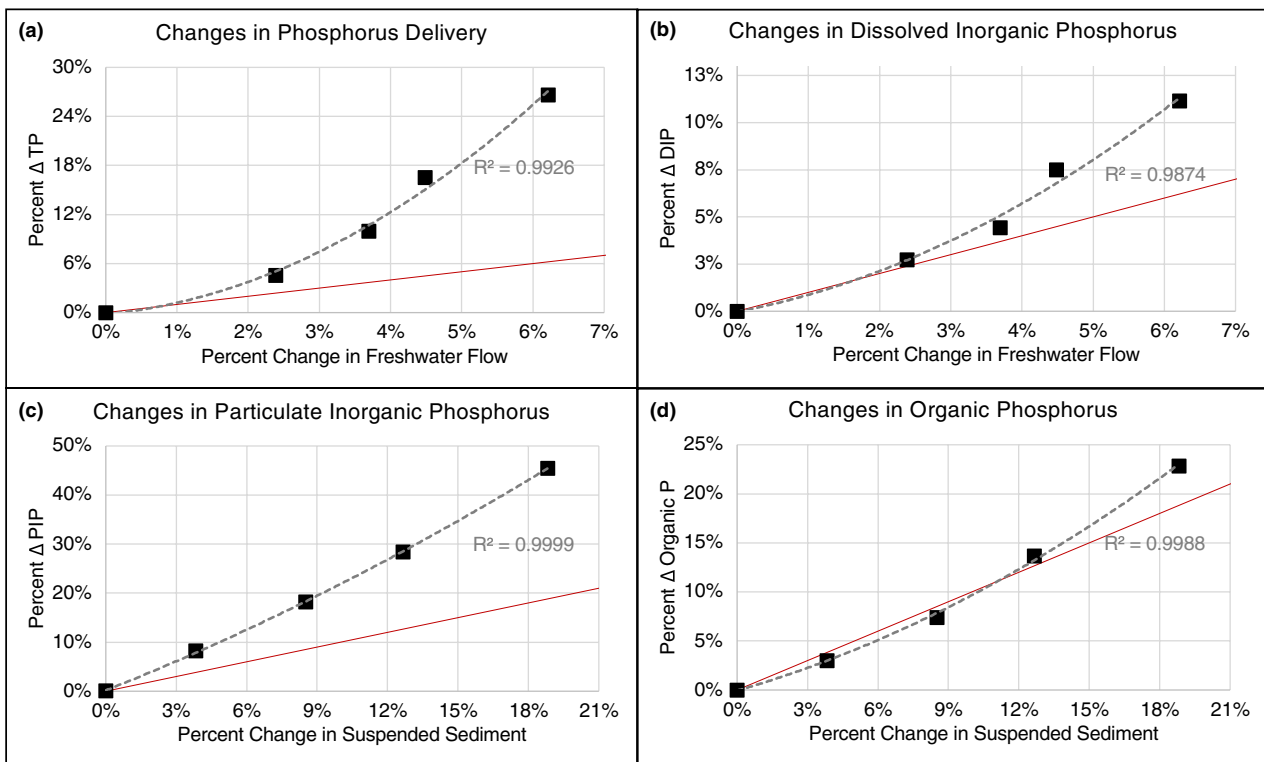 (a)
Changes in Phosphorus Delivery
30%
24%
18%
12%
6%
0%
Percent Δ TP
R² = 0.9926
0%
1%
2%
3%
4%
5%
6%
7%
Percent Change in Freshwater Flow
(b)
Changes in Dissolved Inorganic Phosphorus
13%
10%
8%
5%
3%
0%
Percent Δ DIP
R² = 0.9874
0%
1%
2%
3%
4%
5%
6%
7%
Percent Change in Freshwater Flow
(c)
Changes in Particulate Inorganic Phosphorus
50%
40%
30%
20%
10%
0%
Percent Δ PIP
R² = 0.9999
0%
3%
6%
9%
12%
15%
18%
21%
Percent Change in Suspended Sediment
(d)
Changes in Organic Phosphorus
25%
20%
15%
10%
5%
0%
Percent Δ Organic P
R² = 0.9988
0%
3%
6%
9%
12%
15%
18%
21%
Percent Change in Suspended Sediment